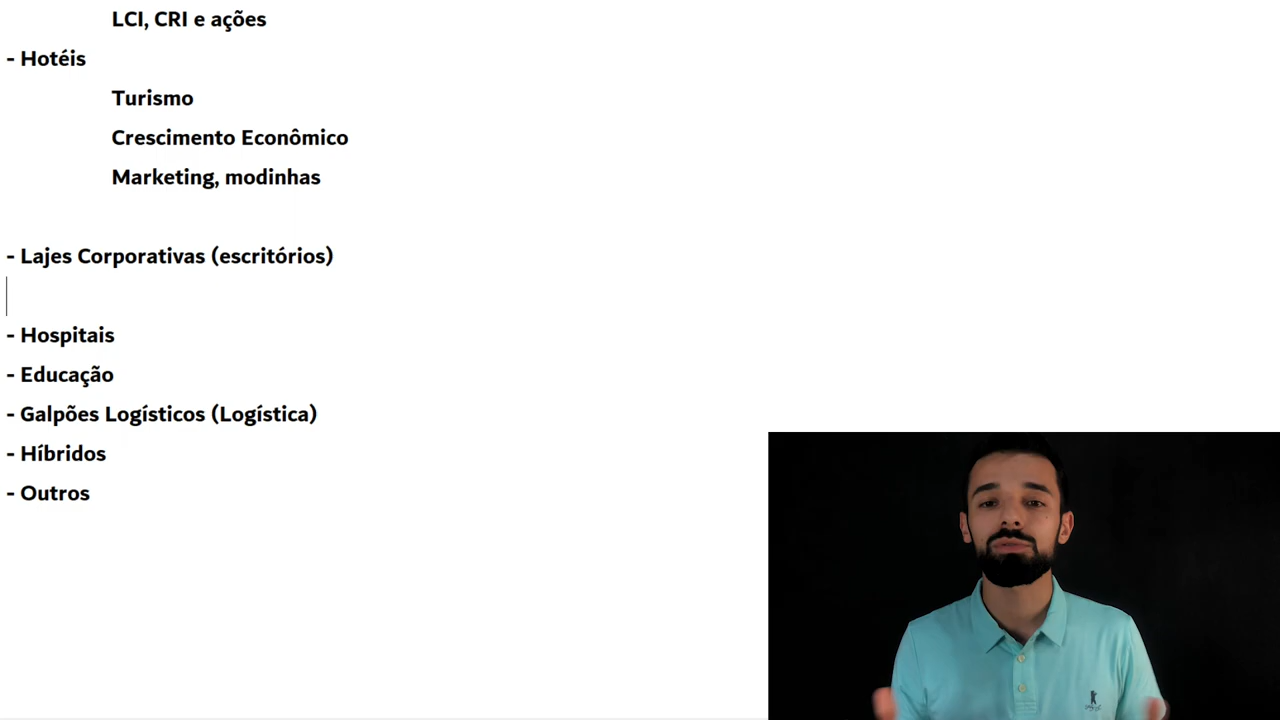 LCI, CRI e ações
- Hotéis
Turismo
Crescimento Econômico
Marketing, modinhas
- Lajes Corporativas (escritórios)
- Hospitais
- Educação
- Galpões Logísticos (Logística)
- Híbridos
- Outros